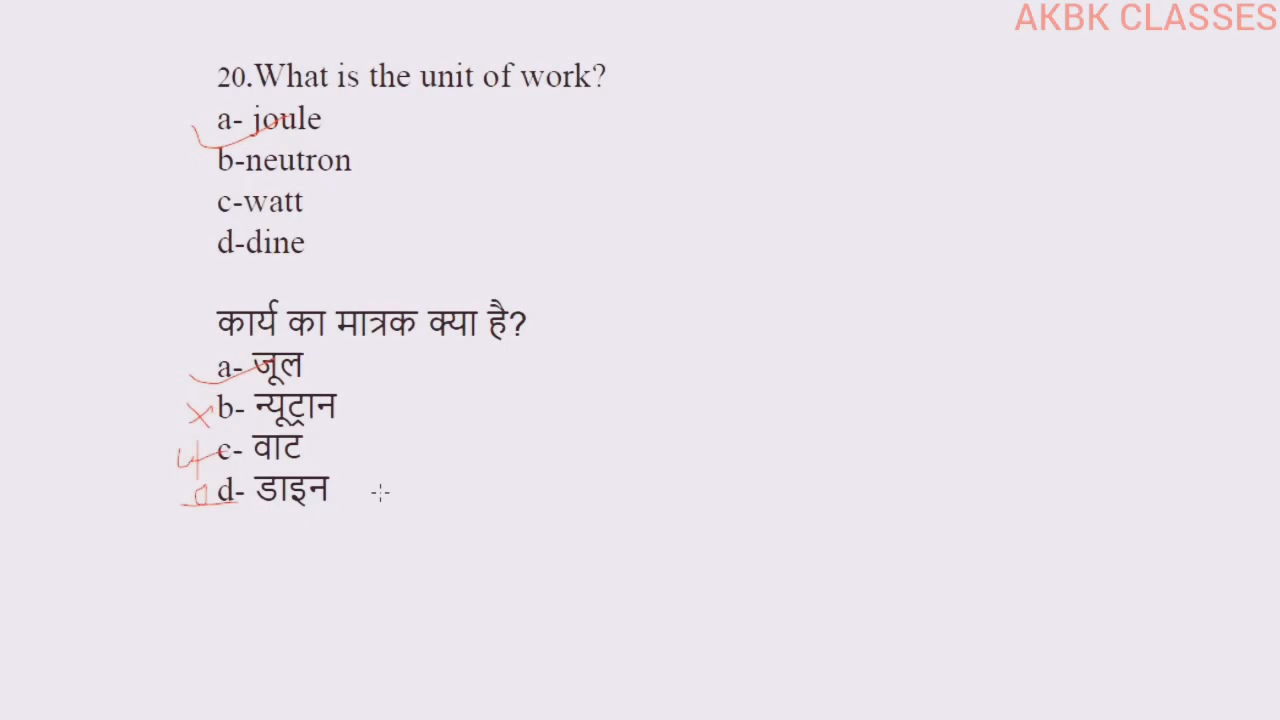 AKBK CLASSES
20.What is the unit of work?
a- joule
b-neutron
c-watt
d-dine
कार्य का मात्रक क्या है?
a- जूल
b- न्यूट्रान
c- वाट
d- डाइन